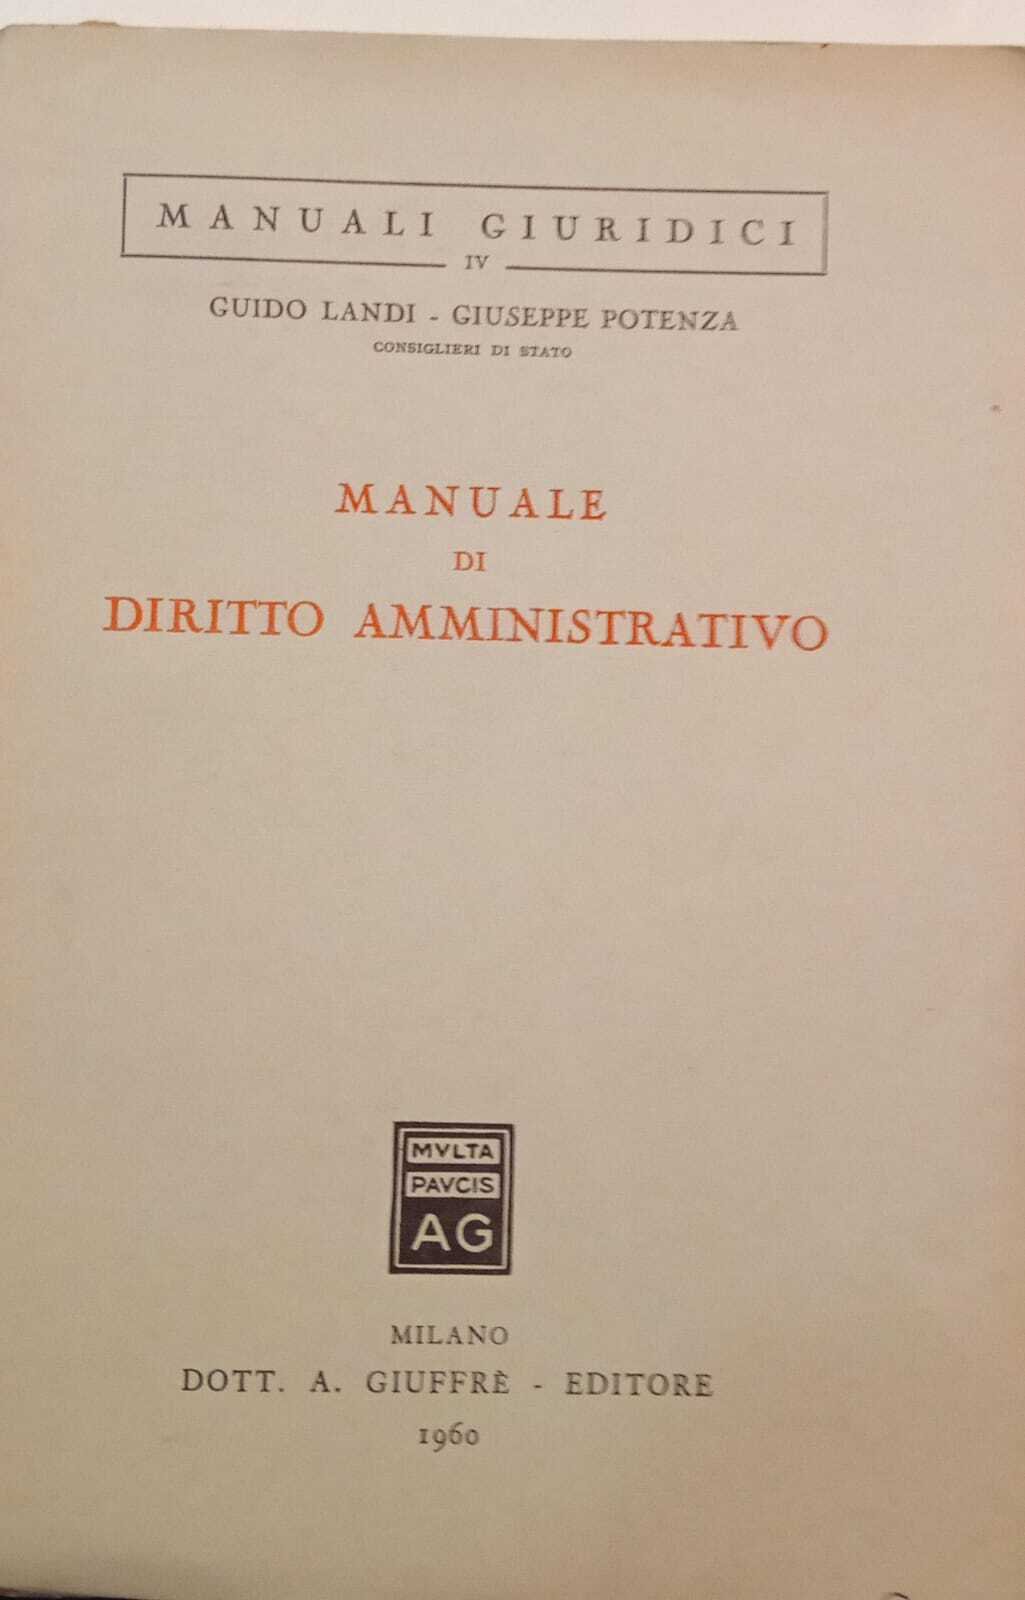 MANUALI GIURIDICI
IV
GUIDO LANDI - GIUSEPPE POTENZA
CONSIGLIERI DI STATO
MANUALE
DI
DIRITTO AMMINISTRATIVO
MVLTA
PAVCIS
AG
MILANO
DOTT. A. GIUFFRÈ - EDITORE
1960